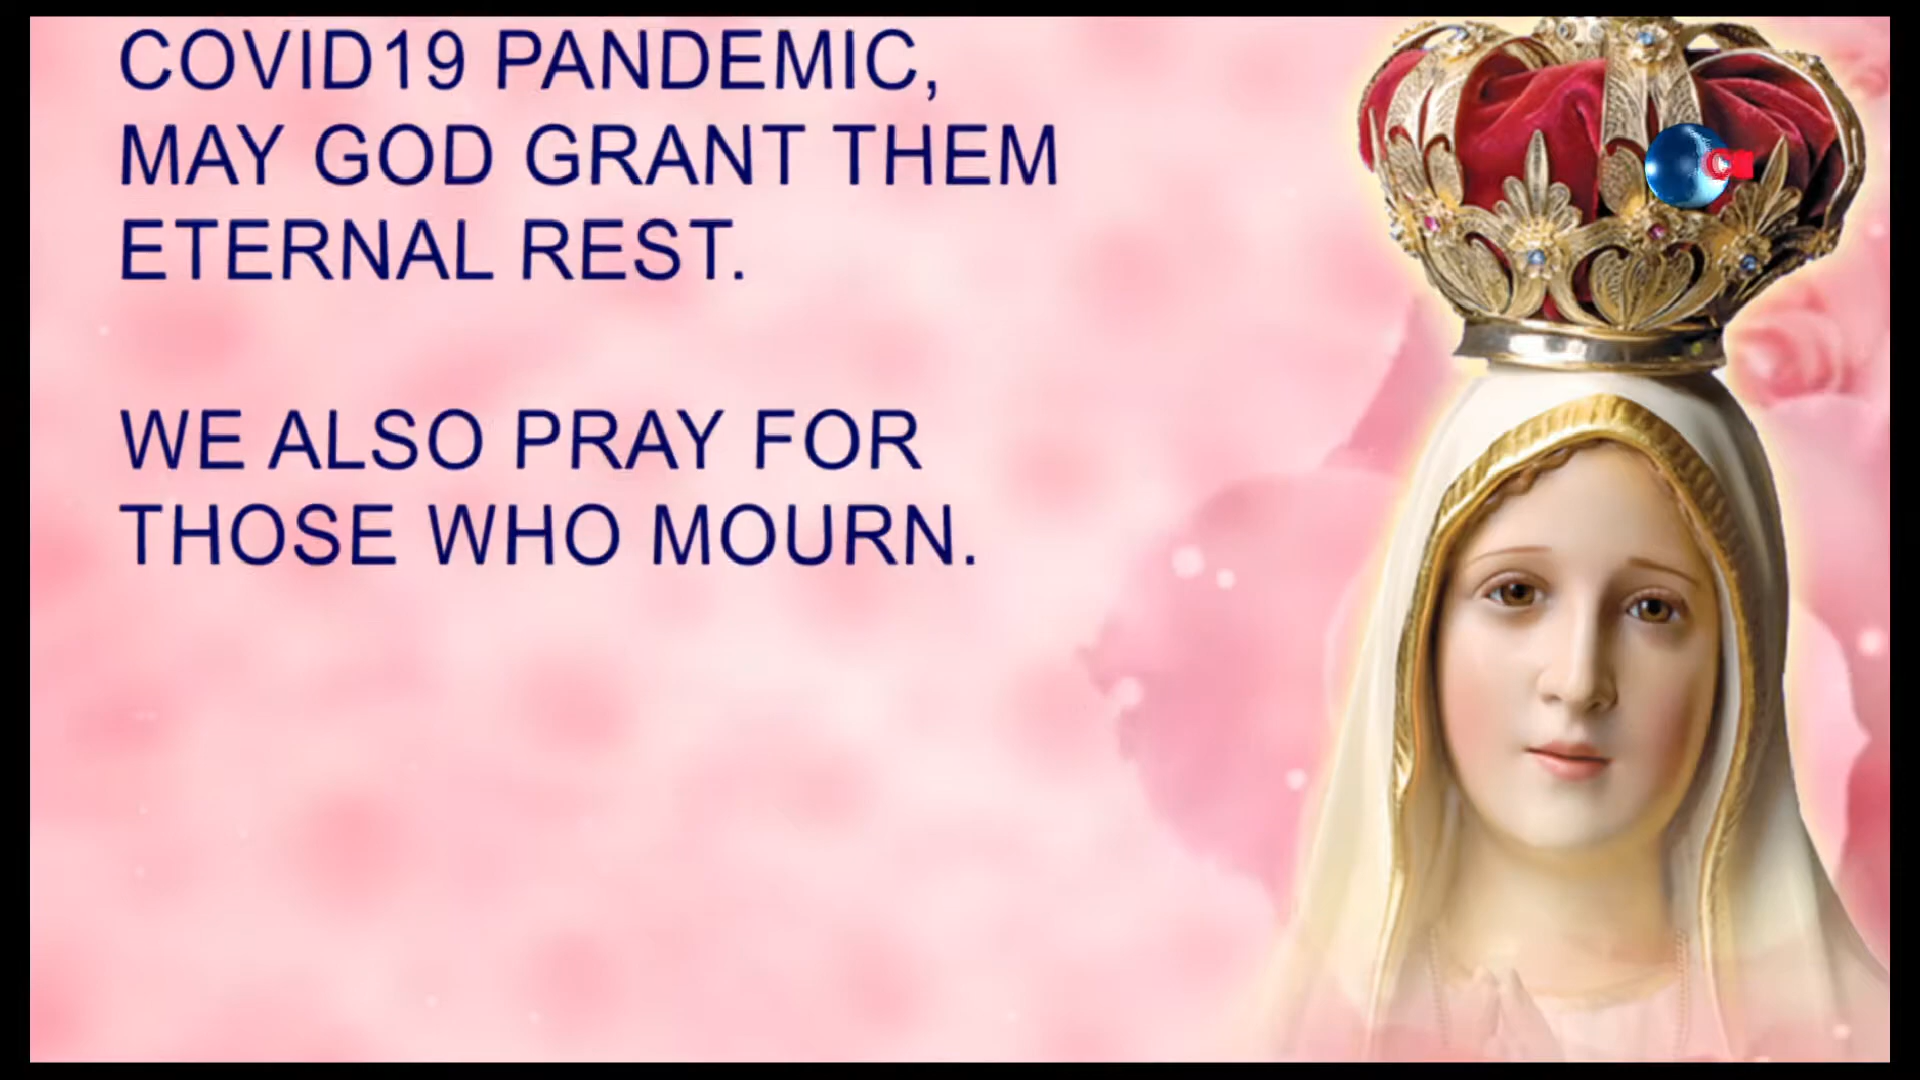 COVID19 PANDEMIC,
MAY GOD GRANT THEM
ETERNAL REST.
WE ALSO PRAY FOR
THOSE WHO MOURN.